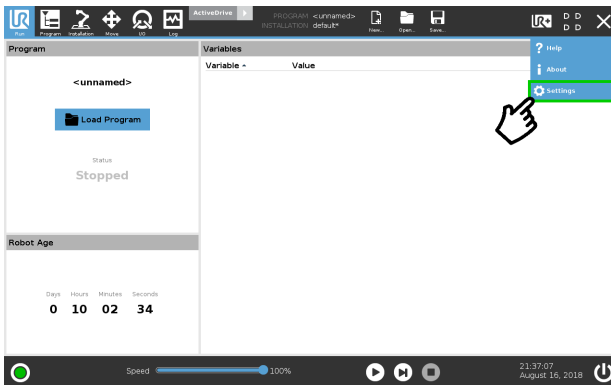 UR
Run
Program
Installation
Move
I/O
Log
ActiveDrive
PROGRAM <unnamed>
INSTALLATION default*
New...
Open...
Save...
UR+
D D
D D
Program
<unnamed>
Load Program
Status
Stopped
Robot Age
Days Hours Minutes Seconds
0 10 02 34
Variables
Variable Value
? Help
i About
Settings
Speed 100%
21:37:07
August 16, 2018